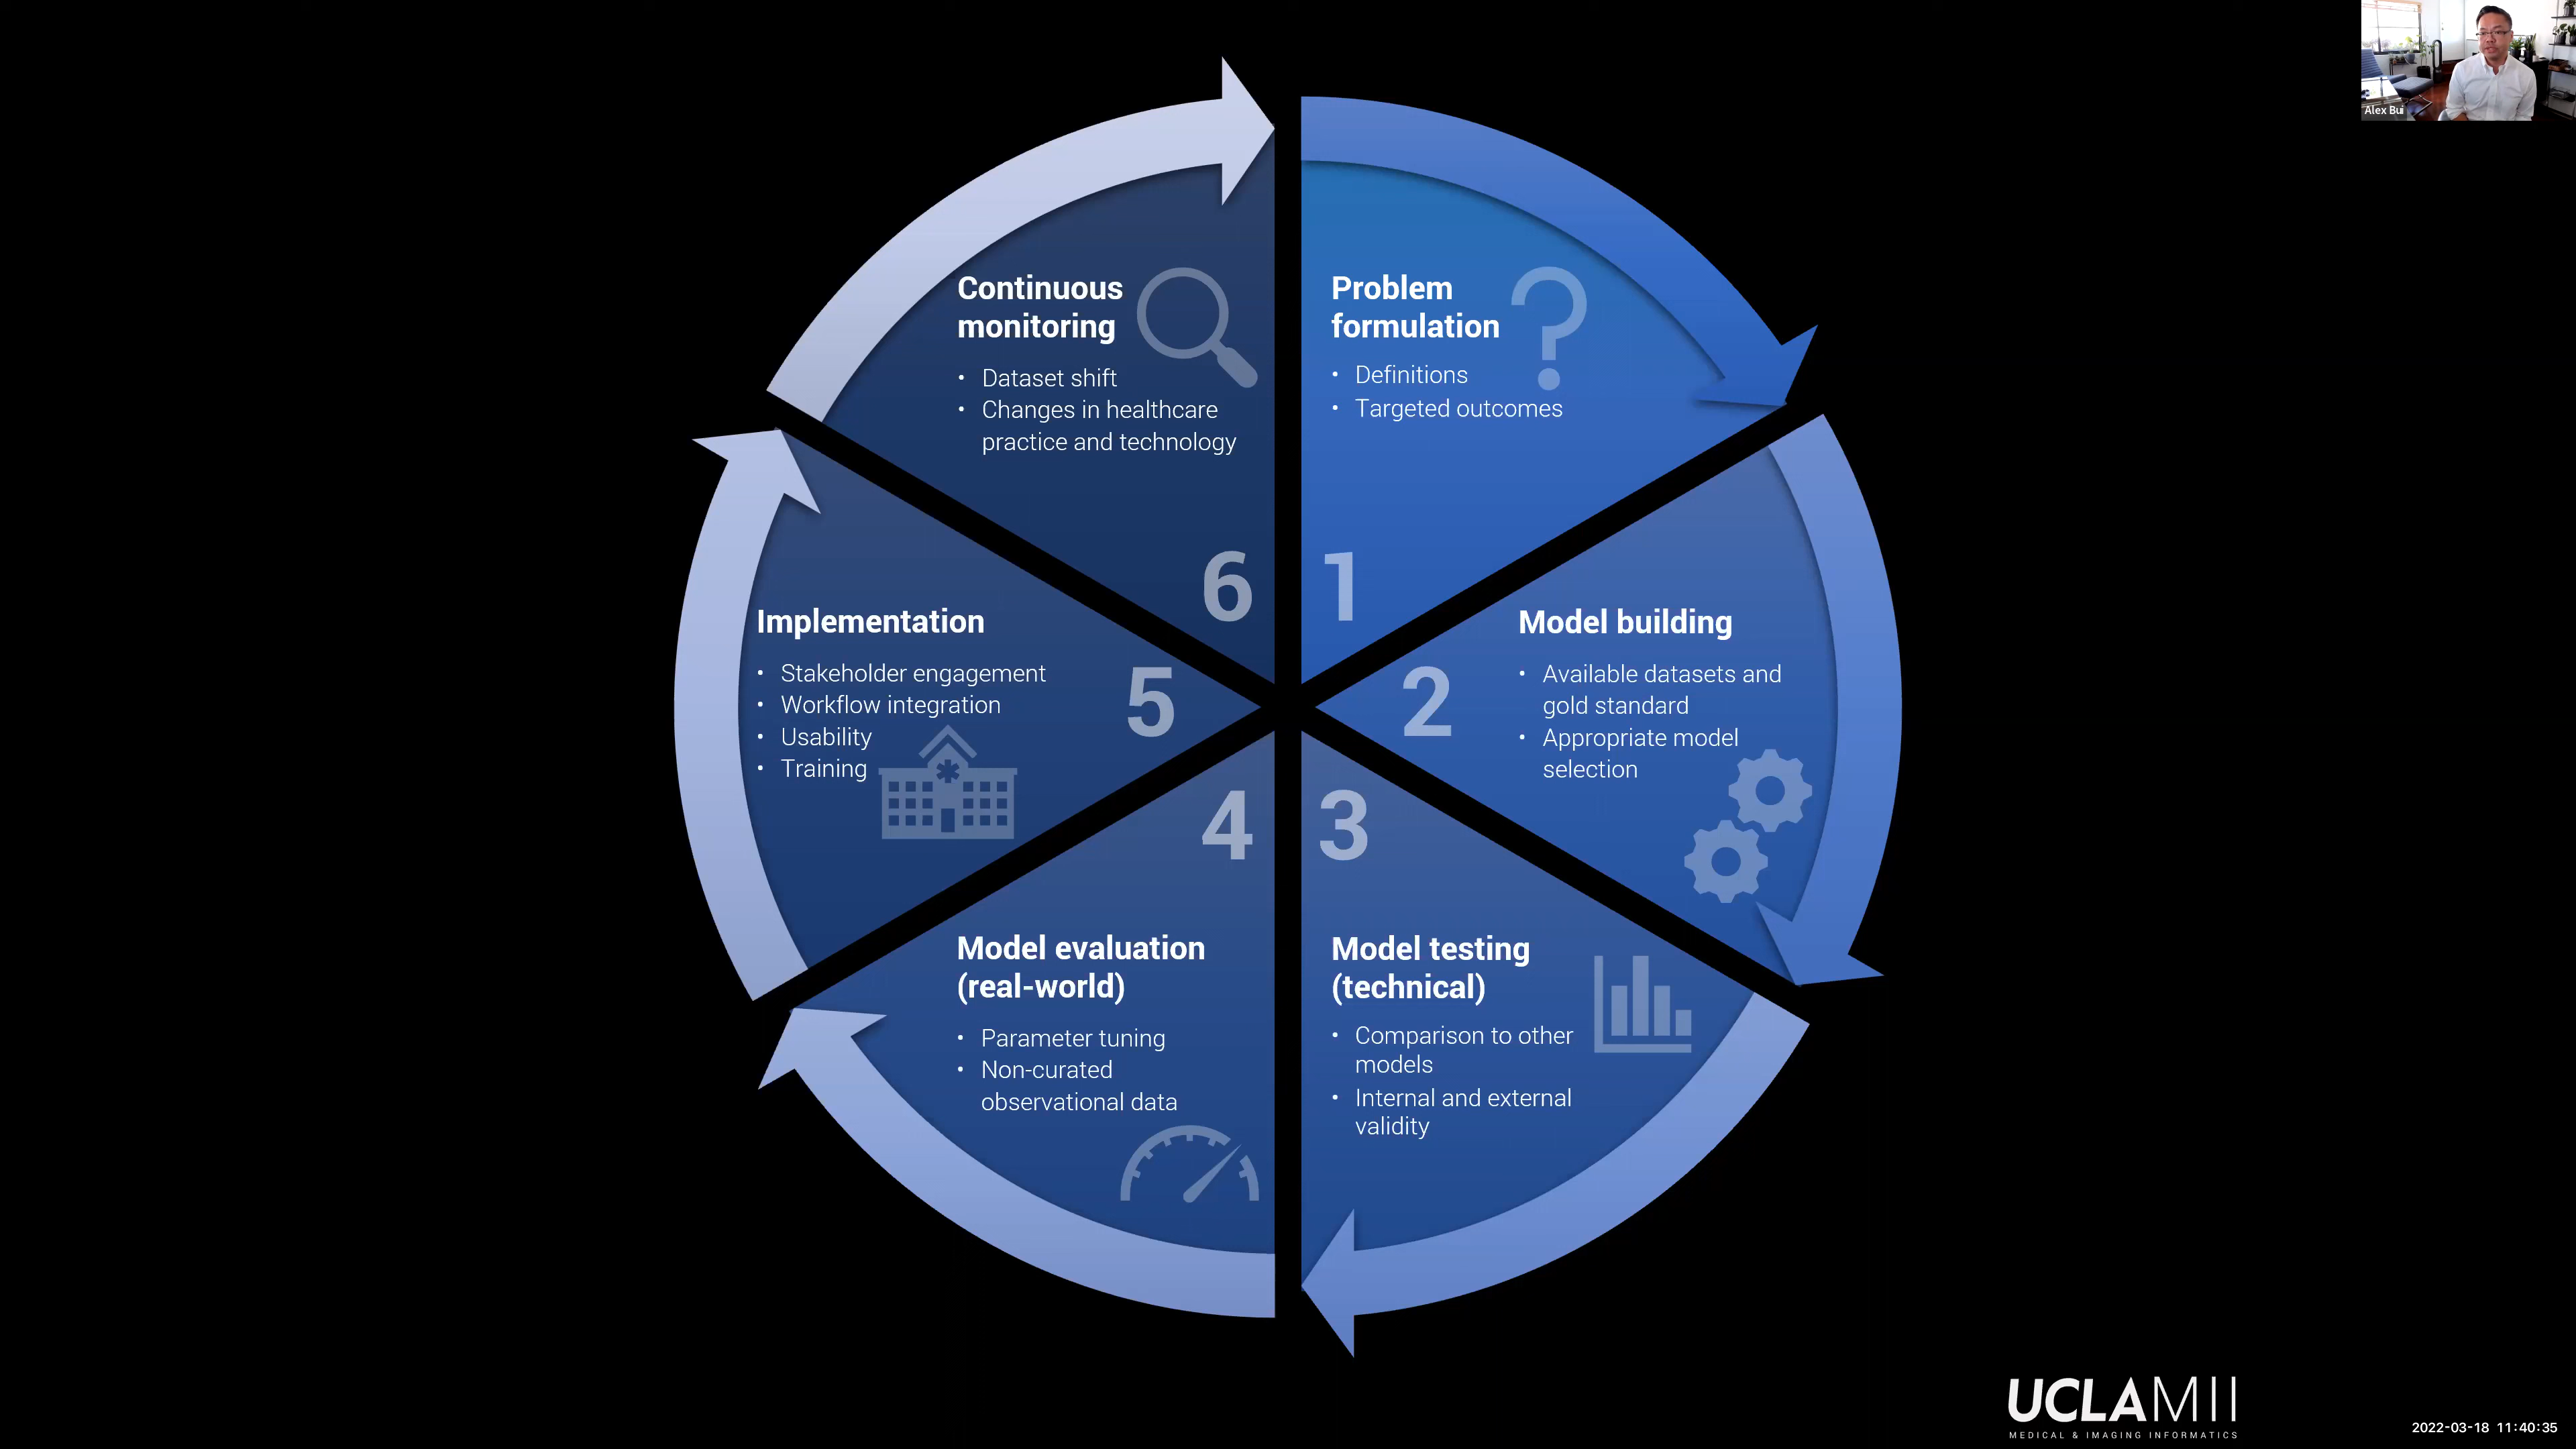 Alex Bui
Problem
formulation
• Definitions
• Targeted outcomes
1
Model building
• Available datasets and
gold standard
• Appropriate model
selection
2
Model testing
(technical)
• Comparison to other
models
• Internal and external
validity
3
Model evaluation
(real-world)
• Parameter tuning
• Non-curated
observational data
4
Implementation
• Stakeholder engagement
• Workflow integration
• Usability
• Training
5
Continuous
monitoring
• Dataset shift
• Changes in healthcare
practice and technology
6
UCLAMII
MEDICAL & IMAGING INFORMATICS
2022-03-18 11:40:35